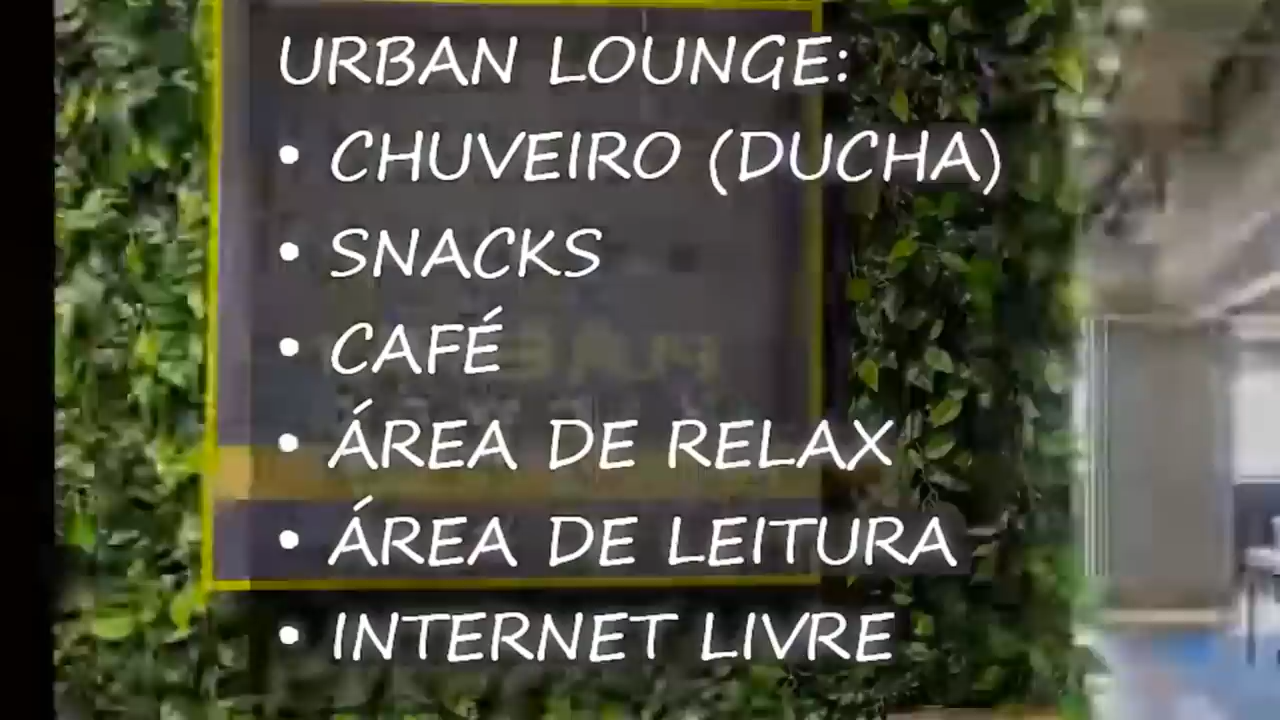 URBAN LOUNGE:
• CHUVEIRO (DUCHA)
• SNACKS
• CAFÉ
• ÁREA DE RELAX
• ÁREA DE LEITURA
• INTERNET LIVRE